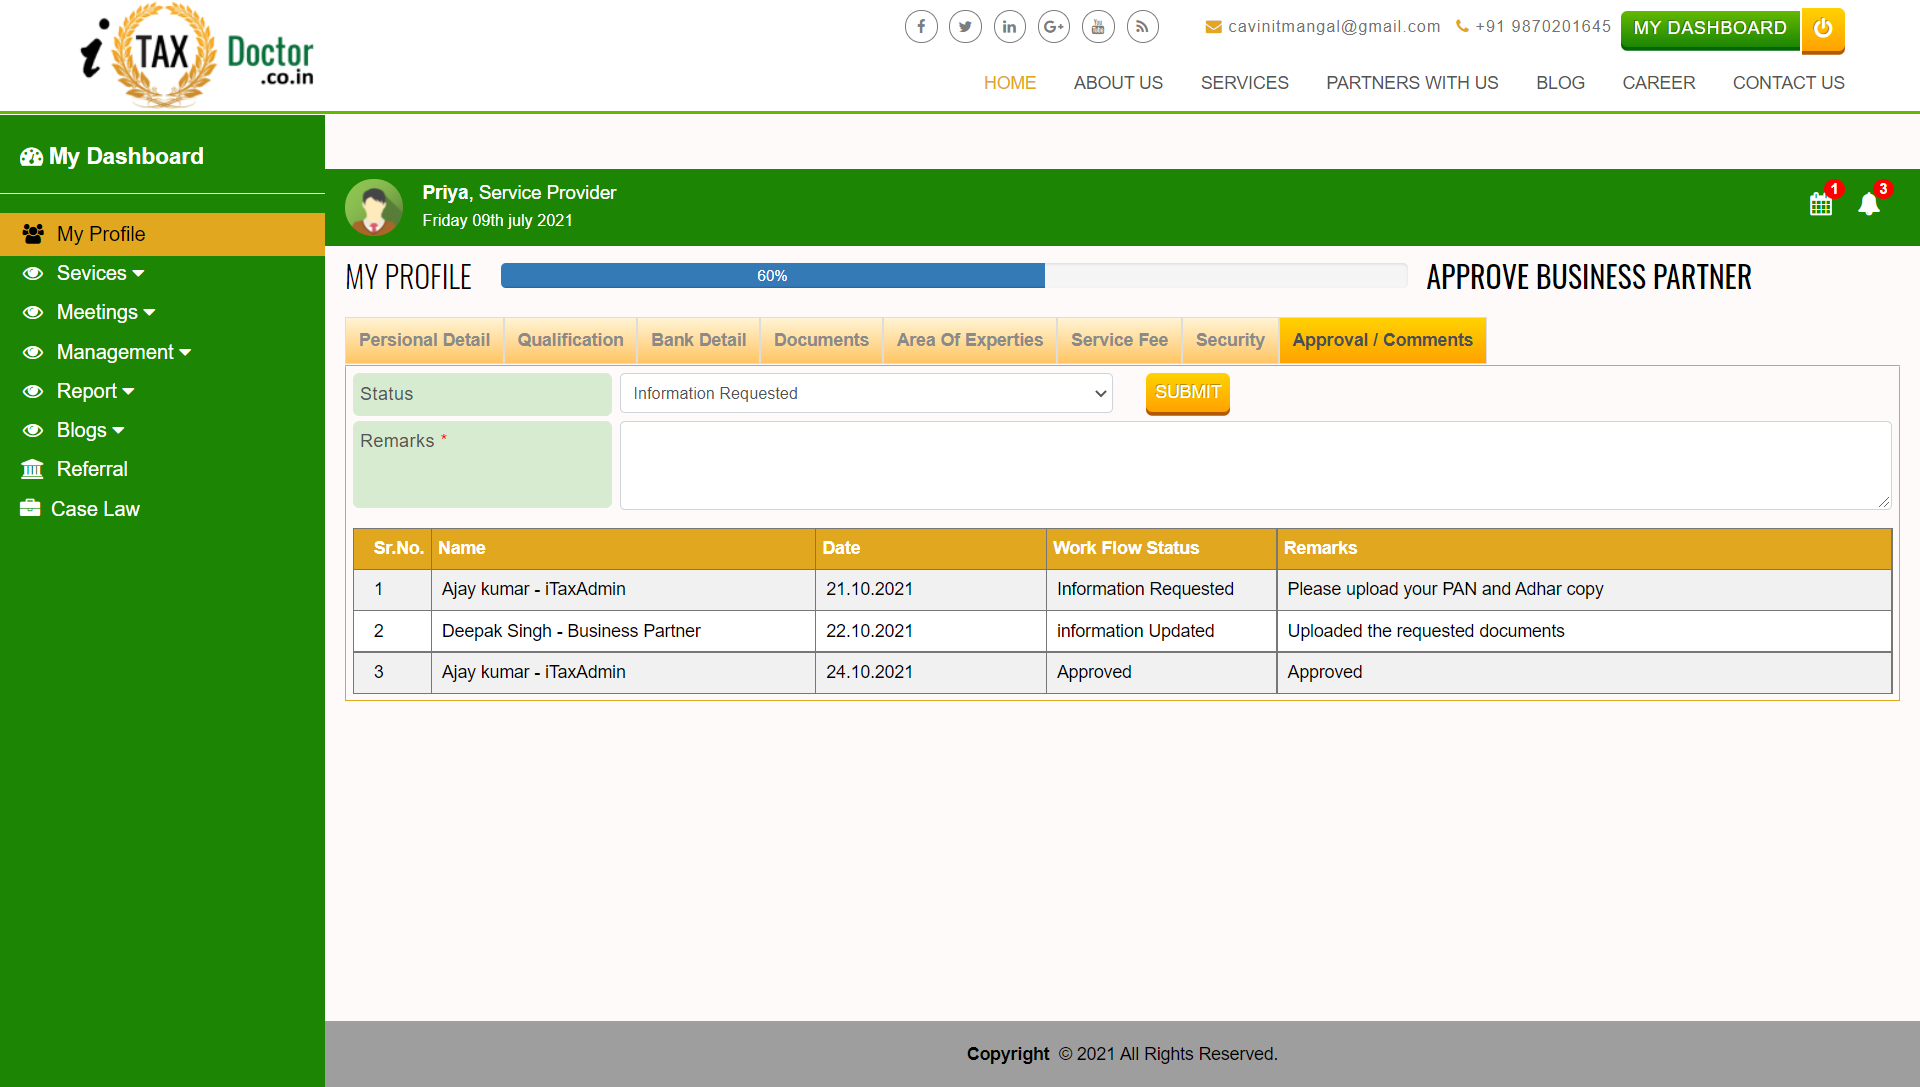 i TAX Doctor
.co.in
cavinitmangal@gmail.com +91 9870201645 MY DASHBOARD
HOME ABOUT US SERVICES PARTNERS WITH US BLOG CAREER CONTACT US
My Dashboard
My Profile
Sevices
Meetings
Management
Report
Blogs
Referral
Case Law
Priya, Service Provider
Friday 09th july 2021
1
3
MY PROFILE 60% APPROVE BUSINESS PARTNER
Persional Detail Qualification Bank Detail Documents Area Of Experties Service Fee Security Approval / Comments
Status Information Requested SUBMIT
Remarks *
Sr.No. Name Date Work Flow Status Remarks
1 Ajay kumar - iTaxAdmin 21.10.2021 Information Requested Please upload your PAN and Adhar copy
2 Deepak Singh - Business Partner 22.10.2021 information Updated Uploaded the requested documents
3 Ajay kumar - iTaxAdmin 24.10.2021 Approved Approved
Copyright © 2021 All Rights Reserved.